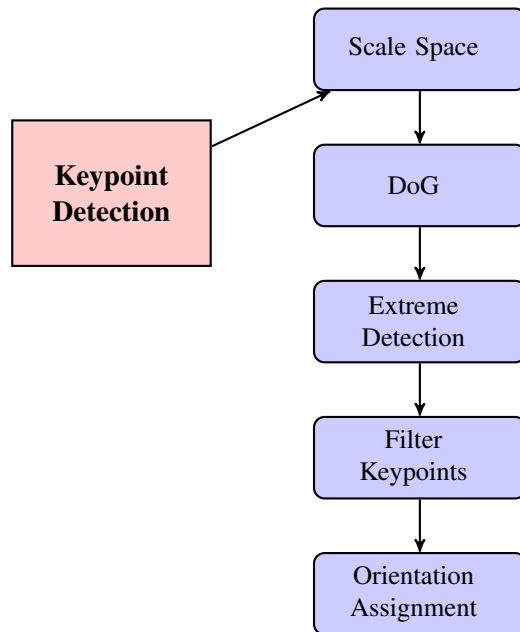 Scale Space
Keypoint
Detection
DoG
Extreme
Detection
Filter
Keypoints
Orientation
Assignment